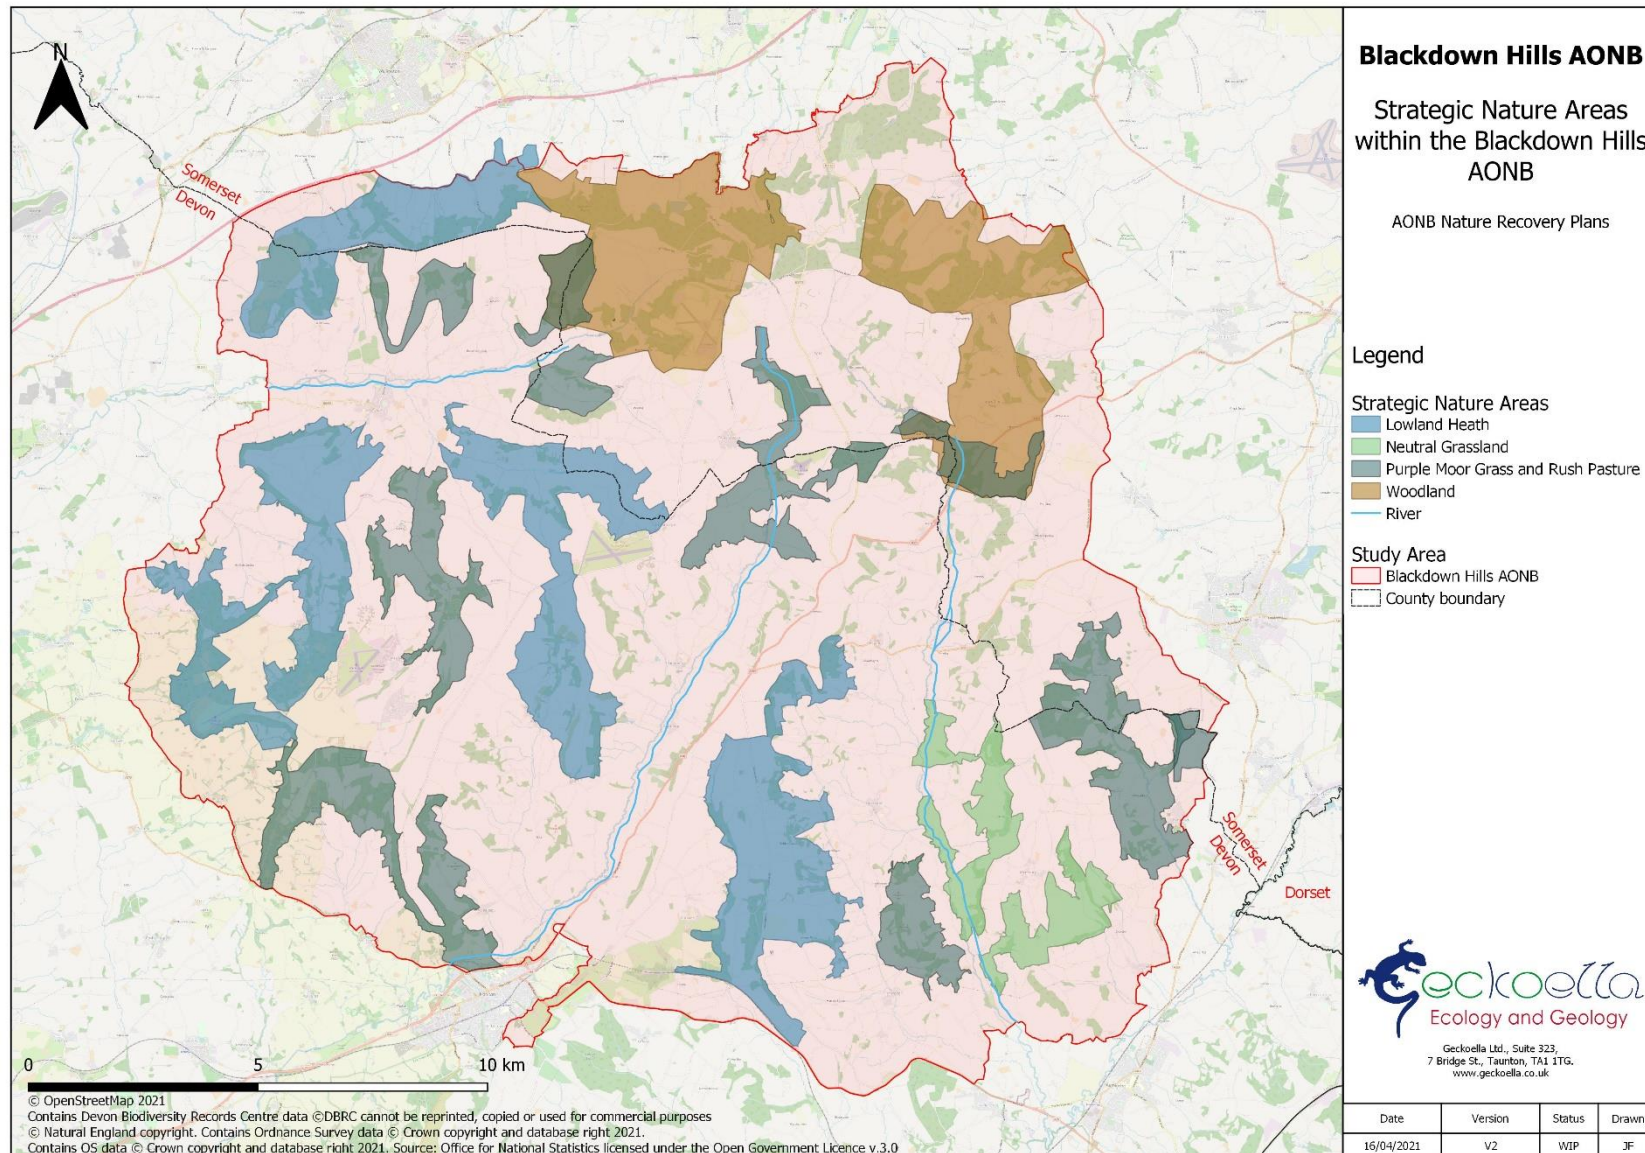 N
Somerset
Devon
Somerset
Devon
Dorset
0 5 10 km
© OpenStreetMap 2021
Contains Devon Biodiversity Records Centre data ©DBRC cannot be reprinted, copied or used for commercial purposes
© Natural England copyright. Contains Ordnance Survey data © Crown copyright and database right 2021.
Contains OS data © Crown copyright and database right 2021. Source: Office for National Statistics licensed under the Open Government Licence v.3.0
Blackdown Hills AONB
Strategic Nature Areas
within the Blackdown Hills
AONB
AONB Nature Recovery Plans
Legend
Strategic Nature Areas
Lowland Heath
Neutral Grassland
Purple Moor Grass and Rush Pasture
Woodland
River
Study Area
Blackdown Hills AONB
County boundary
Geckoella
Ecology and Geology
Geckoella Ltd., Suite 323,
7 Bridge St., Taunton, TA1 1TG.
www.geckoella.co.uk
Date Version Status Drawn
16/04/2021 V2 WIP JF